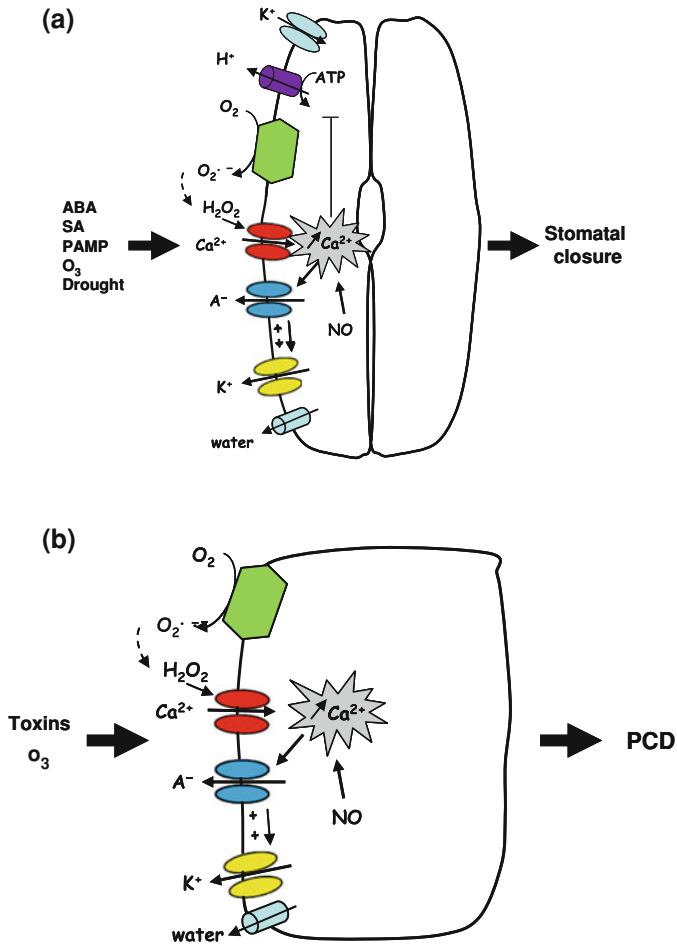 (a)
K⁺
H⁺
ATP
O₂
O₂·⁻
H₂O₂
ABA
SA
PAMP
O₃
Drought
Ca²⁺
Ca²⁺
Stomatal
closure
A⁻
NO
+
+
K⁺
water
(b)
O₂
O₂·⁻
H₂O₂
Ca²⁺
Ca²⁺
Toxins
O₃
PCD
A⁻
NO
+
+
K⁺
water